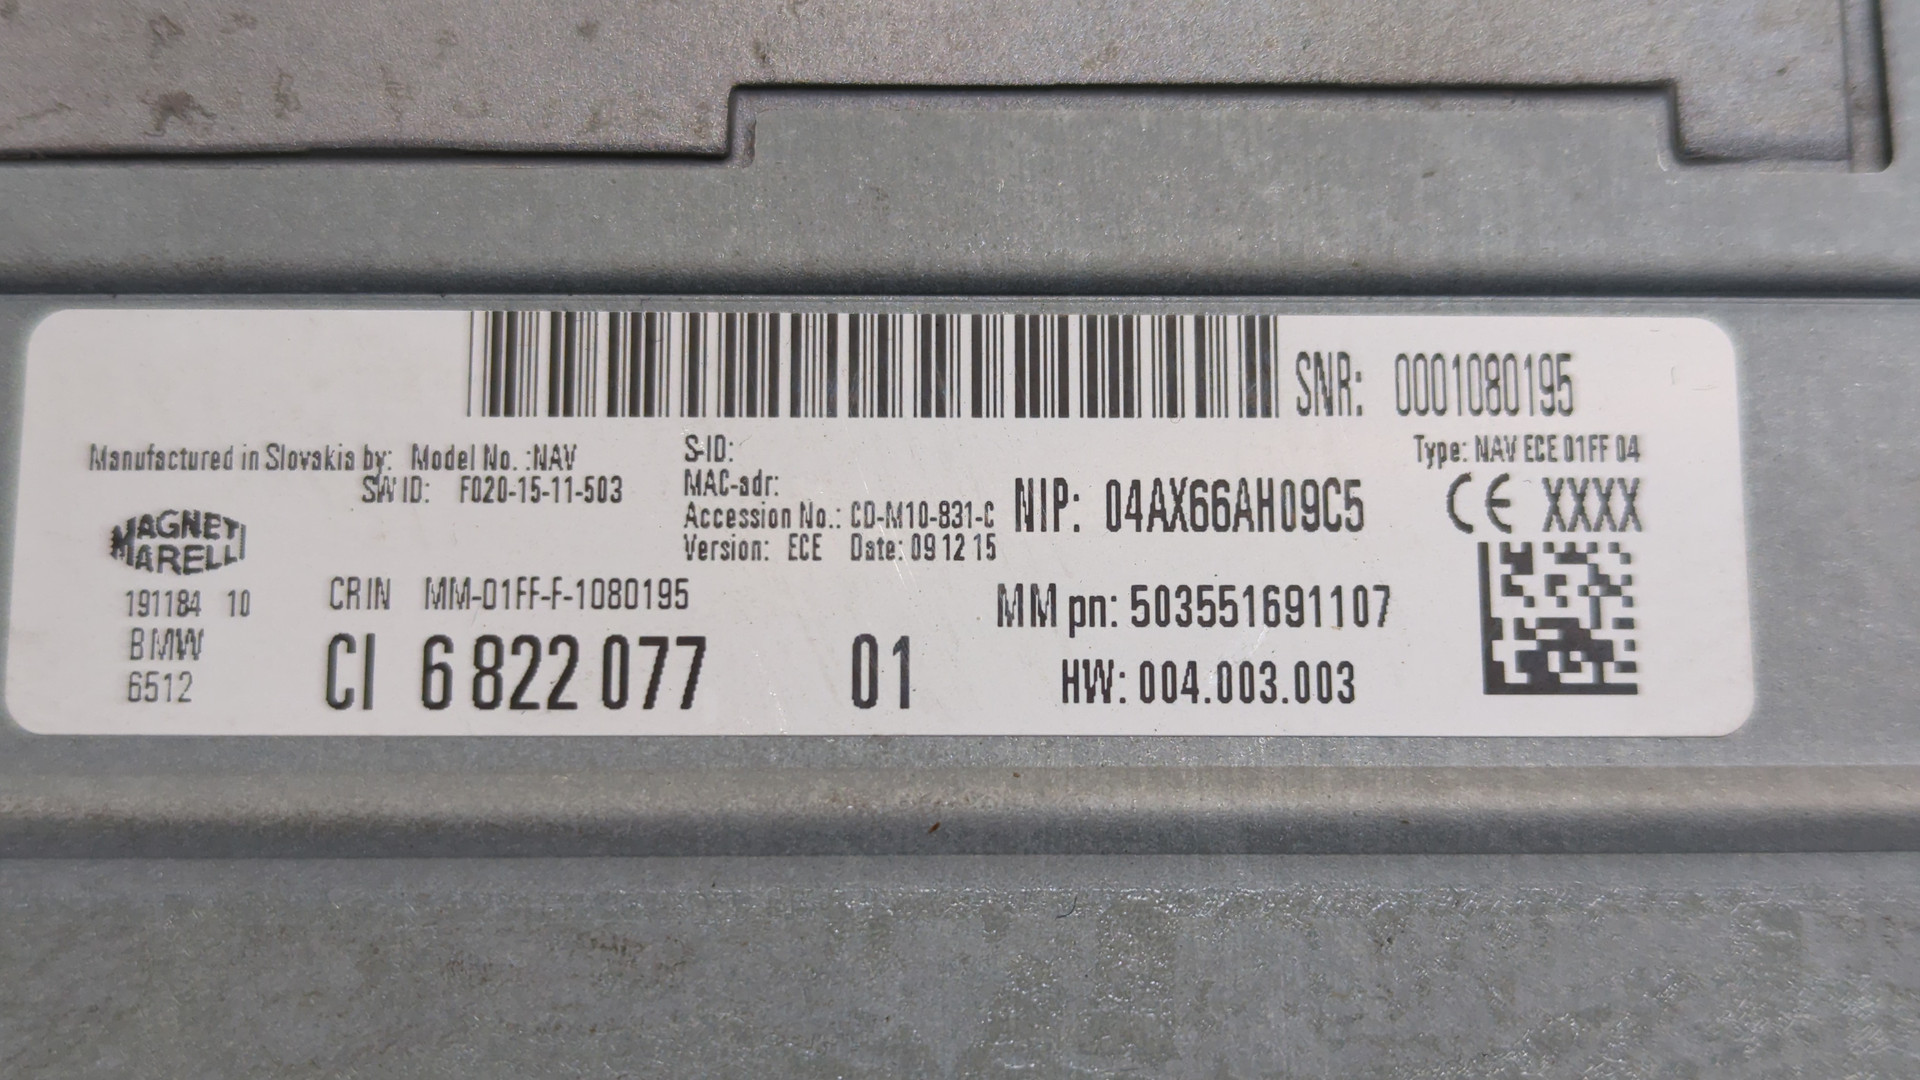 SNR: 0001080195
Manufactured in Slovakia by: Model No. :NAV
SW ID: F020-15-11-503
S-ID:
MAC-adr:
Accession No.: CD-M10-831-C
Version: ECE Date: 09 12 15
NIP: 04AX66AH09C5
Type: NAV ECE 01FF 04
CE XXXX
MAGNETI
MARELLI
191184 10
BMW
6512
CRIN MM-01FF-F-1080195
CI 6 822 077 01
MM pn: 503551691107
HW: 004.003.003